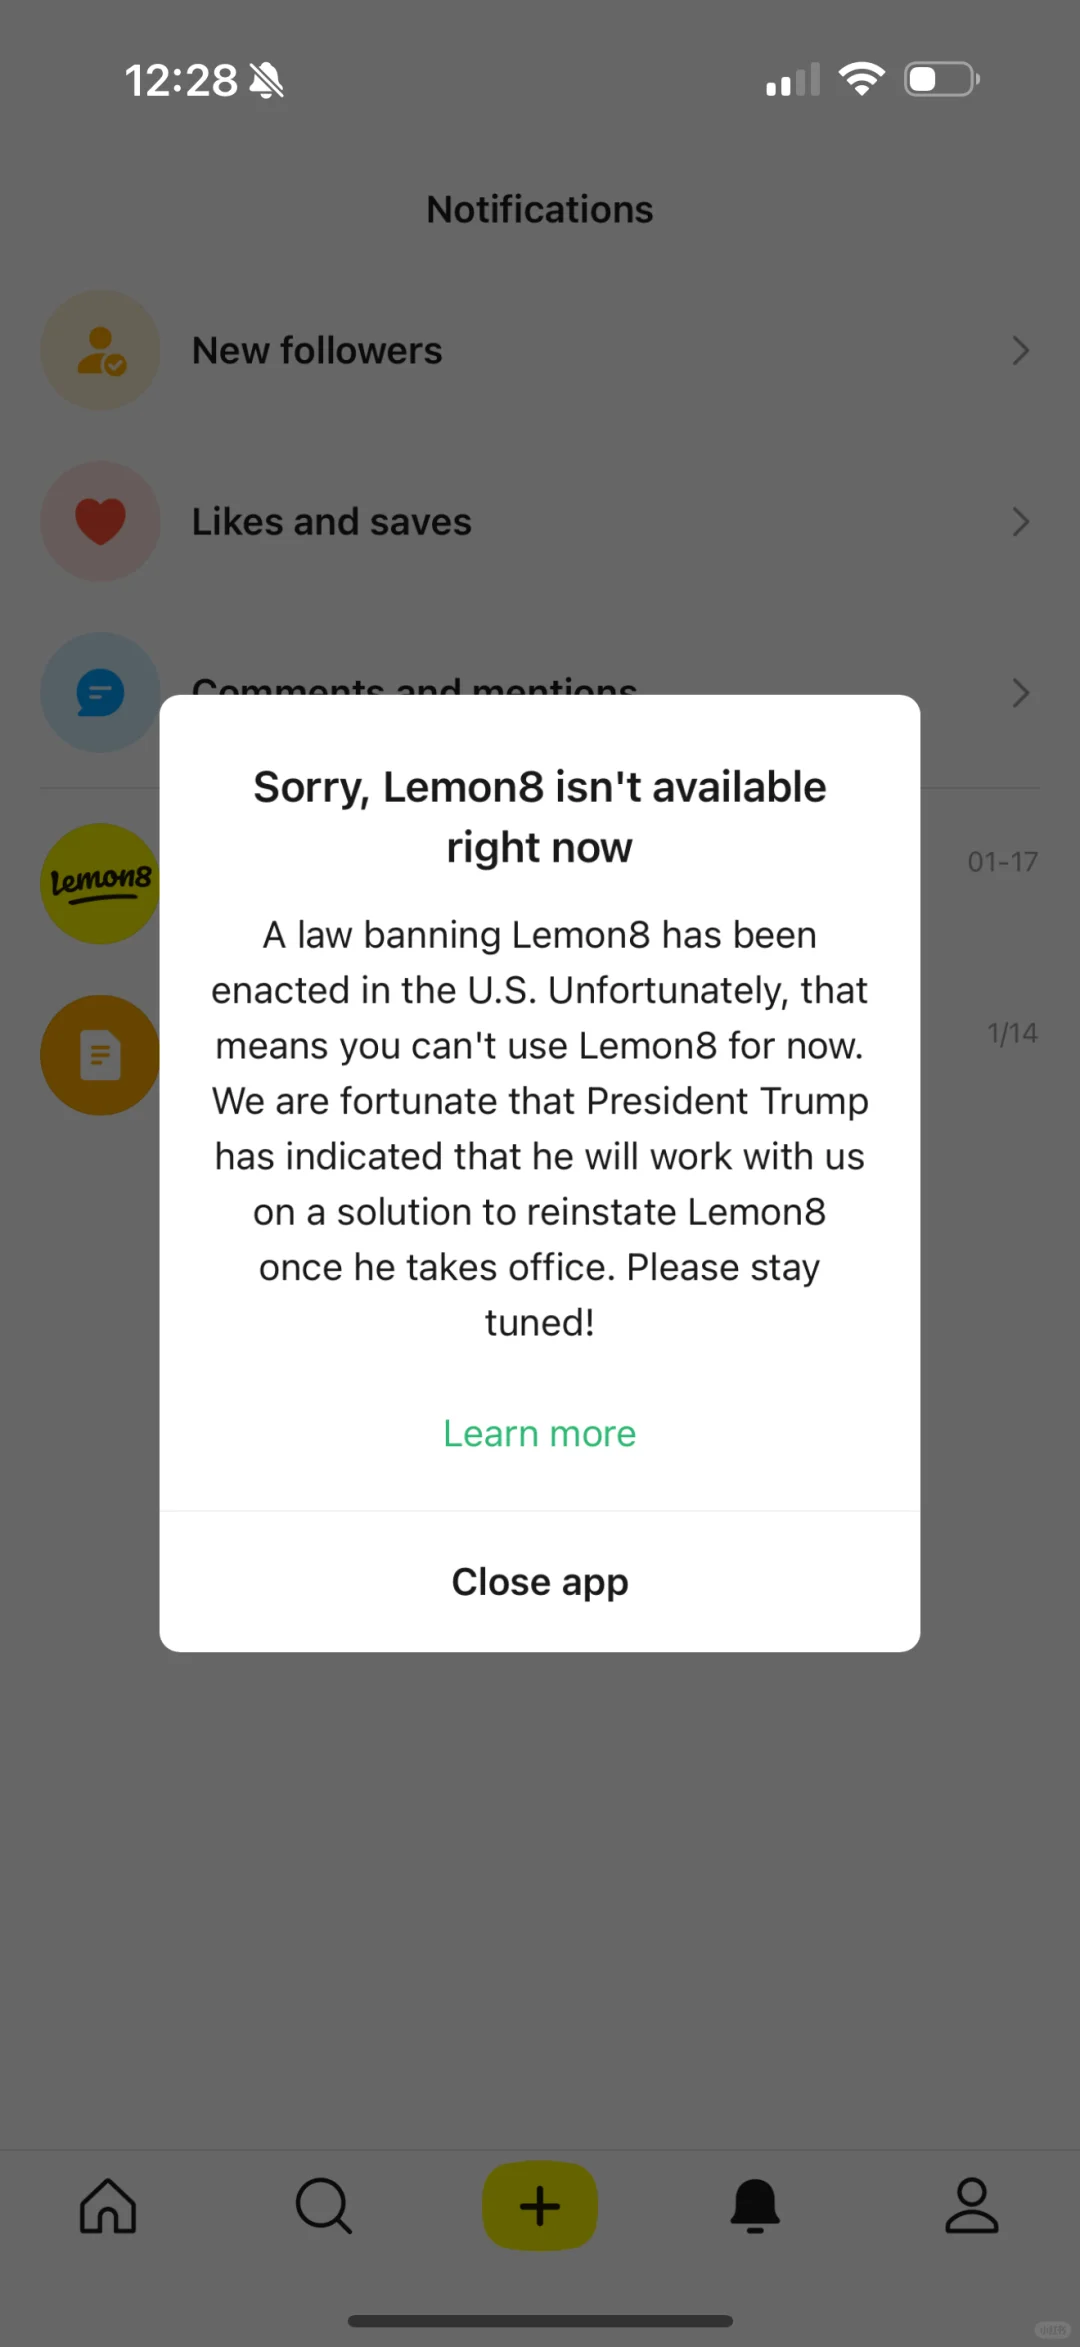 12:28
Notifications
New followers
Likes and saves
Comments and mentions
Sorry, Lemon8 isn't available
right now
Lemon8
01-17
A law banning Lemon8 has been
enacted in the U.S. Unfortunately, that
means you can't use Lemon8 for now.
1/14
We are fortunate that President Trump
has indicated that he will work with us
on a solution to reinstate Lemon8
once he takes office. Please stay
tuned!
Learn more
Close app
小红书